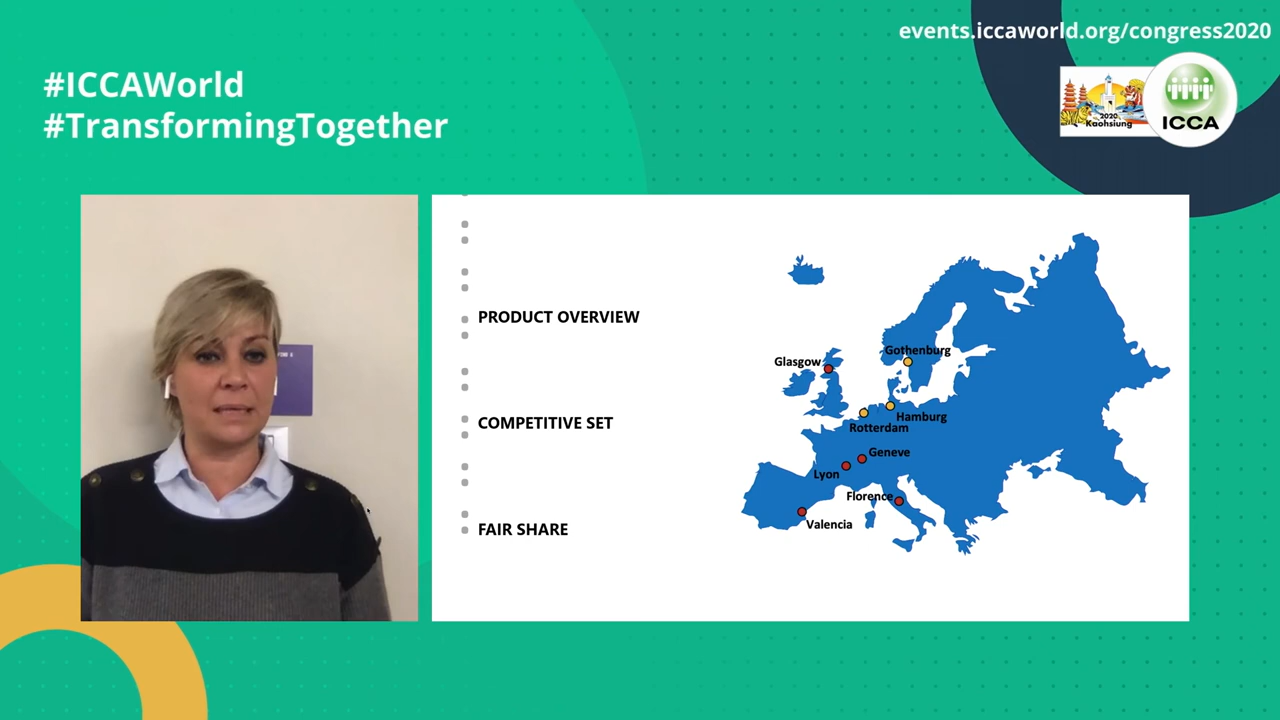 events.iccaworld.org/congress2020
#ICCAWorld
#TransformingTogether
2020
Kaohsiung
ICCA
PRODUCT OVERVIEW
COMPETITIVE SET
FAIR SHARE
Gothenburg
Glasgow
Hamburg
Rotterdam
Geneve
Lyon
Florence
Valencia